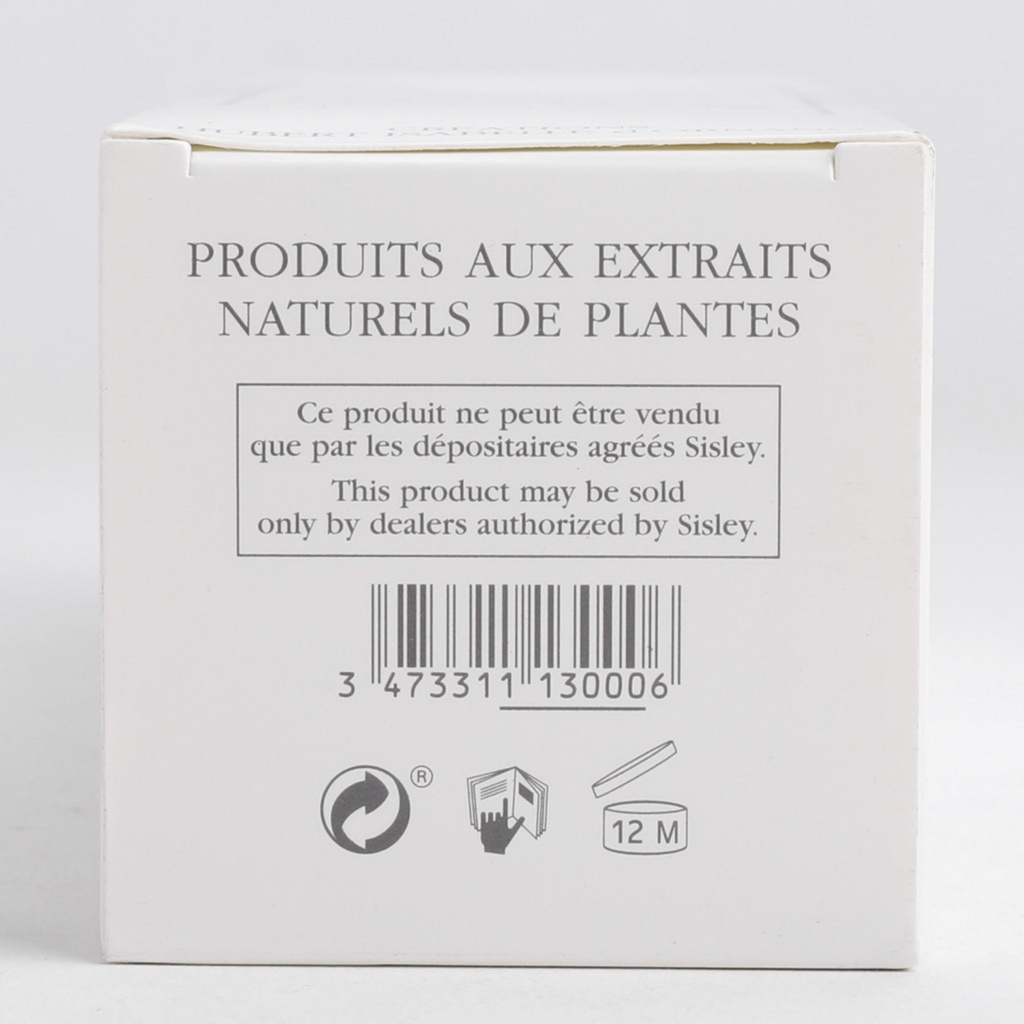 PRODUITS AUX EXTRAITS
NATURELS DE PLANTES
Ce produit ne peut être vendu
que par les dépositaires agréés Sisley.
This product may be sold
only by dealers authorized by Sisley.
3 473311 130006
®
12 M